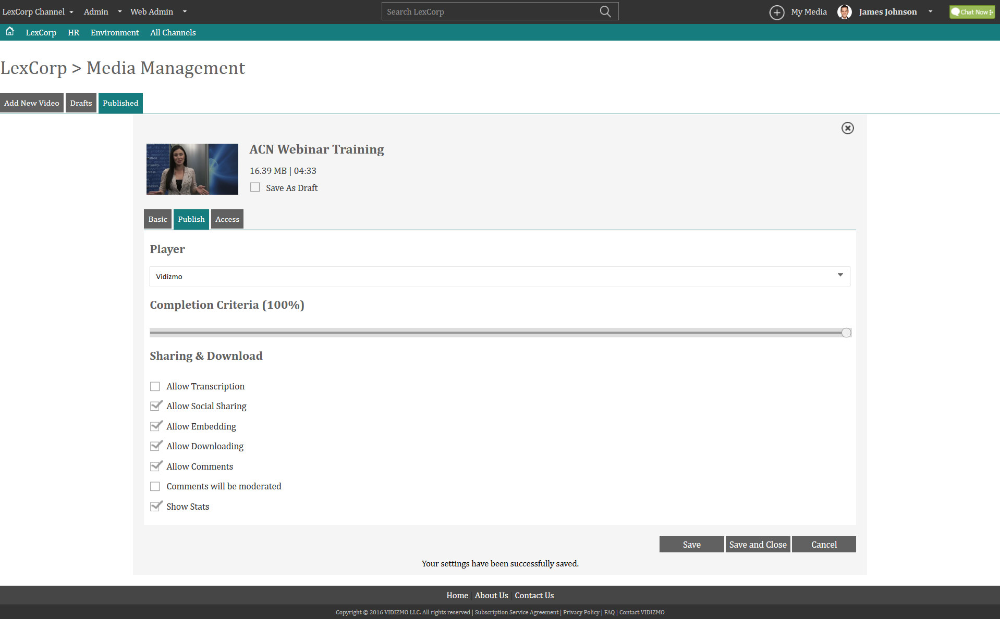 LexCorp Channel Admin Web Admin Search LexCorp My Media James Johnson Chat Now
LexCorp HR Environment All Channels
LexCorp > Media Management
Add New Video Drafts Published
ACN Webinar Training
16.39 MB | 04:33
Save As Draft
Basic Publish Access
Player
Vidizmo
Completion Criteria (100%)
Sharing & Download
Allow Transcription
Allow Social Sharing
Allow Embedding
Allow Downloading
Allow Comments
Comments will be moderated
Show Stats
Save Save and Close Cancel
Your settings have been successfully saved.
Home | About Us | Contact Us
Copyright © 2016 VIDIZMO LLC. All rights reserved | Subscription Service Agreement | Privacy Policy | FAQ | Contact VIDIZMO